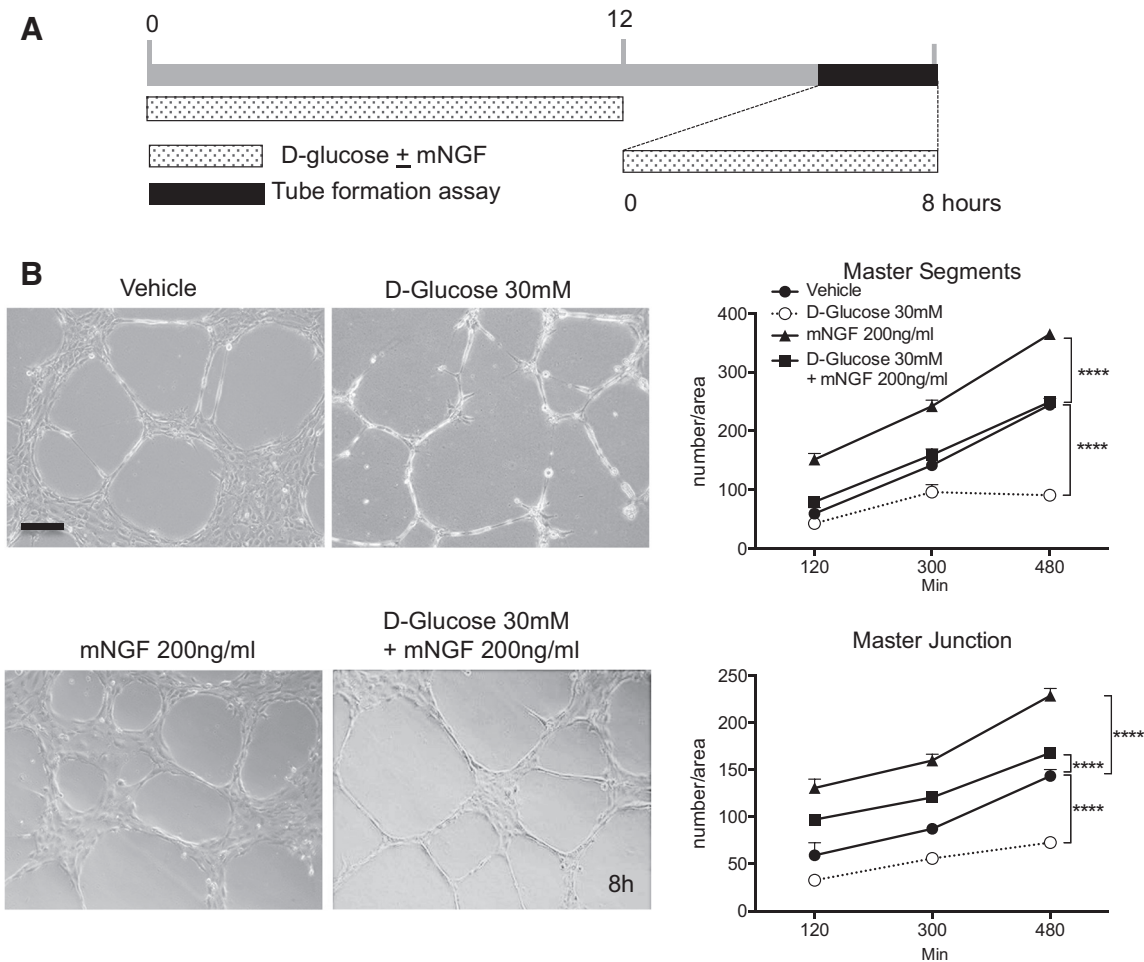 A
0
12
D-glucose + mNGF
Tube formation assay
0
8 hours
B
Vehicle
D-Glucose 30mM
mNGF 200ng/ml
D-Glucose 30mM
+ mNGF 200ng/ml
8h
Master Segments
Vehicle
D-Glucose 30mM
mNGF 200ng/ml
D-Glucose 30mM
+ mNGF 200ng/ml
number/area
400
300
200
100
0
120
300
480
Min
****
****
Master Junction
number/area
250
200
150
100
50
0
120
300
480
Min
****
****
****